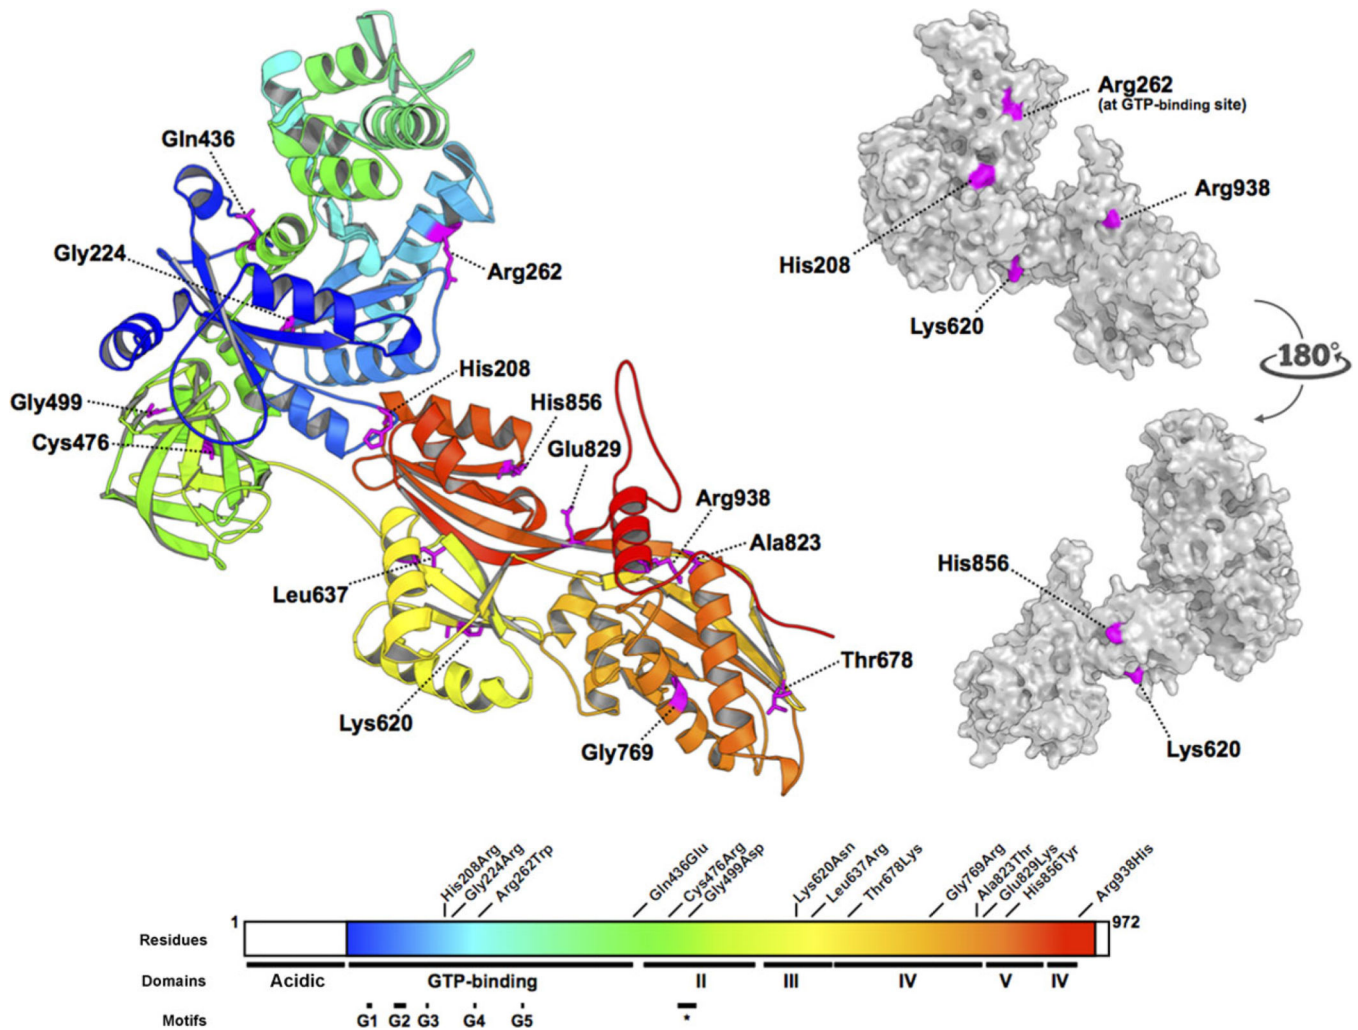 Gln436
Gly224
Arg262
His208
His856
Gly499
Cys476
Glu829
Arg938
Ala823
Leu637
Thr678
Lys620
Gly769
Arg262
(at GTP-binding site)
Arg938
His208
Lys620
180°
His856
Lys620
His208Arg
Gly224Arg
Arg262Trp
Gln436Glu
Cys476Arg
Gly499Asp
Lys620Asn
Leu637Arg
Thr678Lys
Gly769Arg
Ala823Thr
Glu829Lys
His856Tyr
Arg938His
1 972
Residues
Domains Acidic GTP-binding II III IV V IV
Motifs G1 G2 G3 G4 G5 *